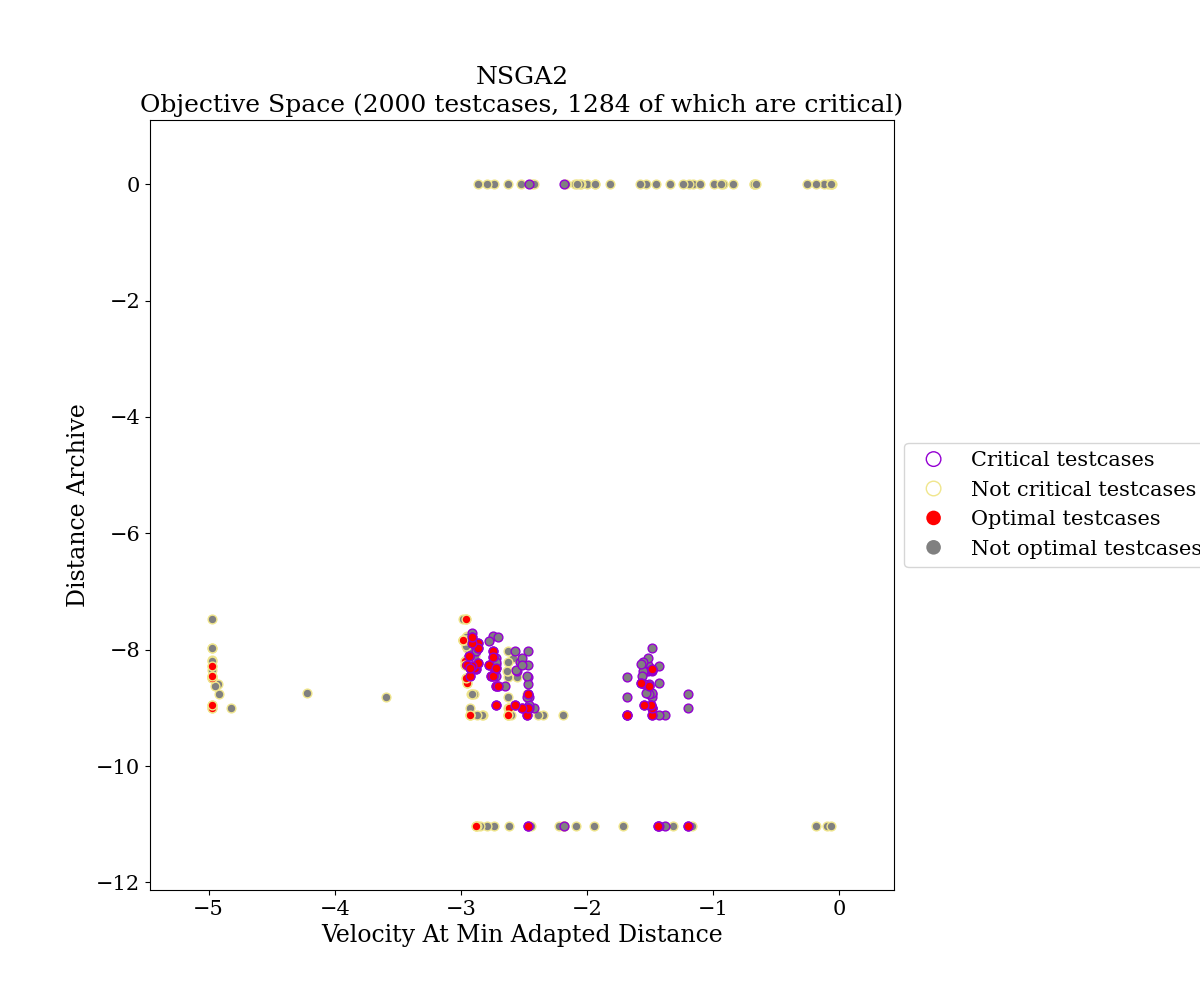 NSGA2
Objective Space (2000 testcases, 1284 of which are critical)
0
−2
−4
−6
−8
−10
−12
Distance Archive
Critical testcases
Not critical testcases
Optimal testcases
Not optimal testcases
−5 −4 −3 −2 −1 0
Velocity At Min Adapted Distance